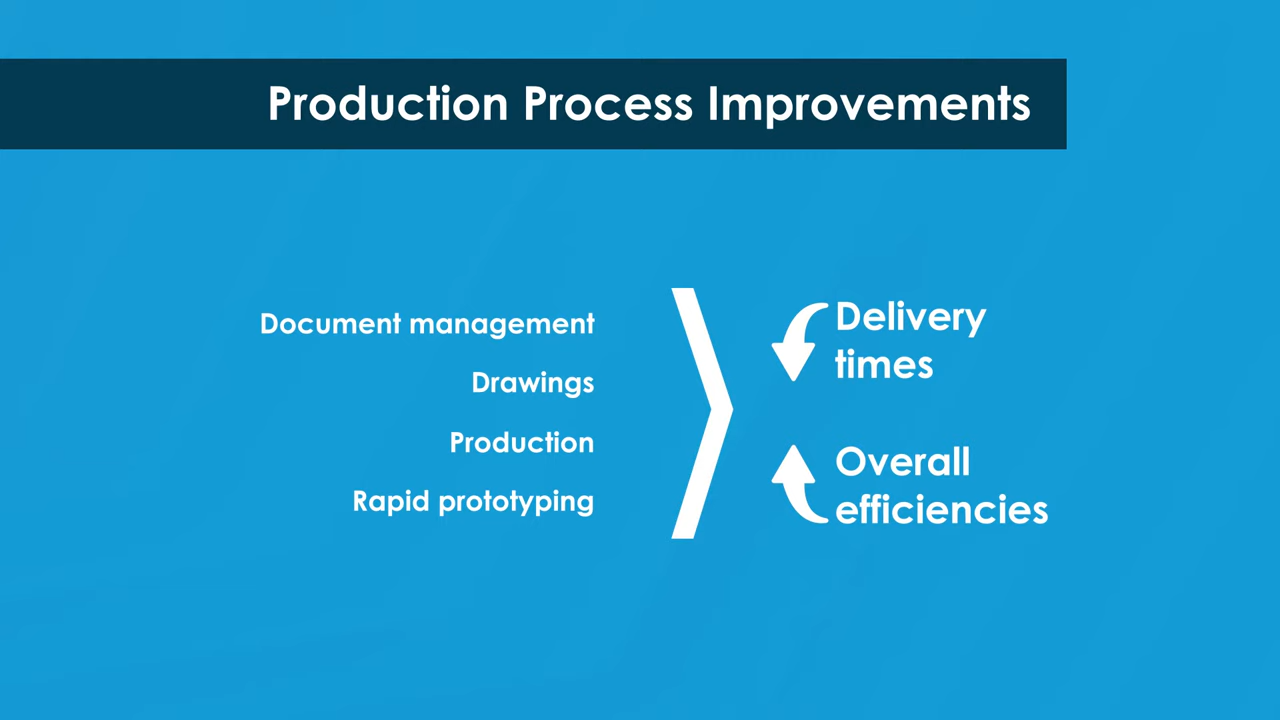 Production Process Improvements
Document management
Drawings
Production
Rapid prototyping
Delivery
times
Overall
efficiencies